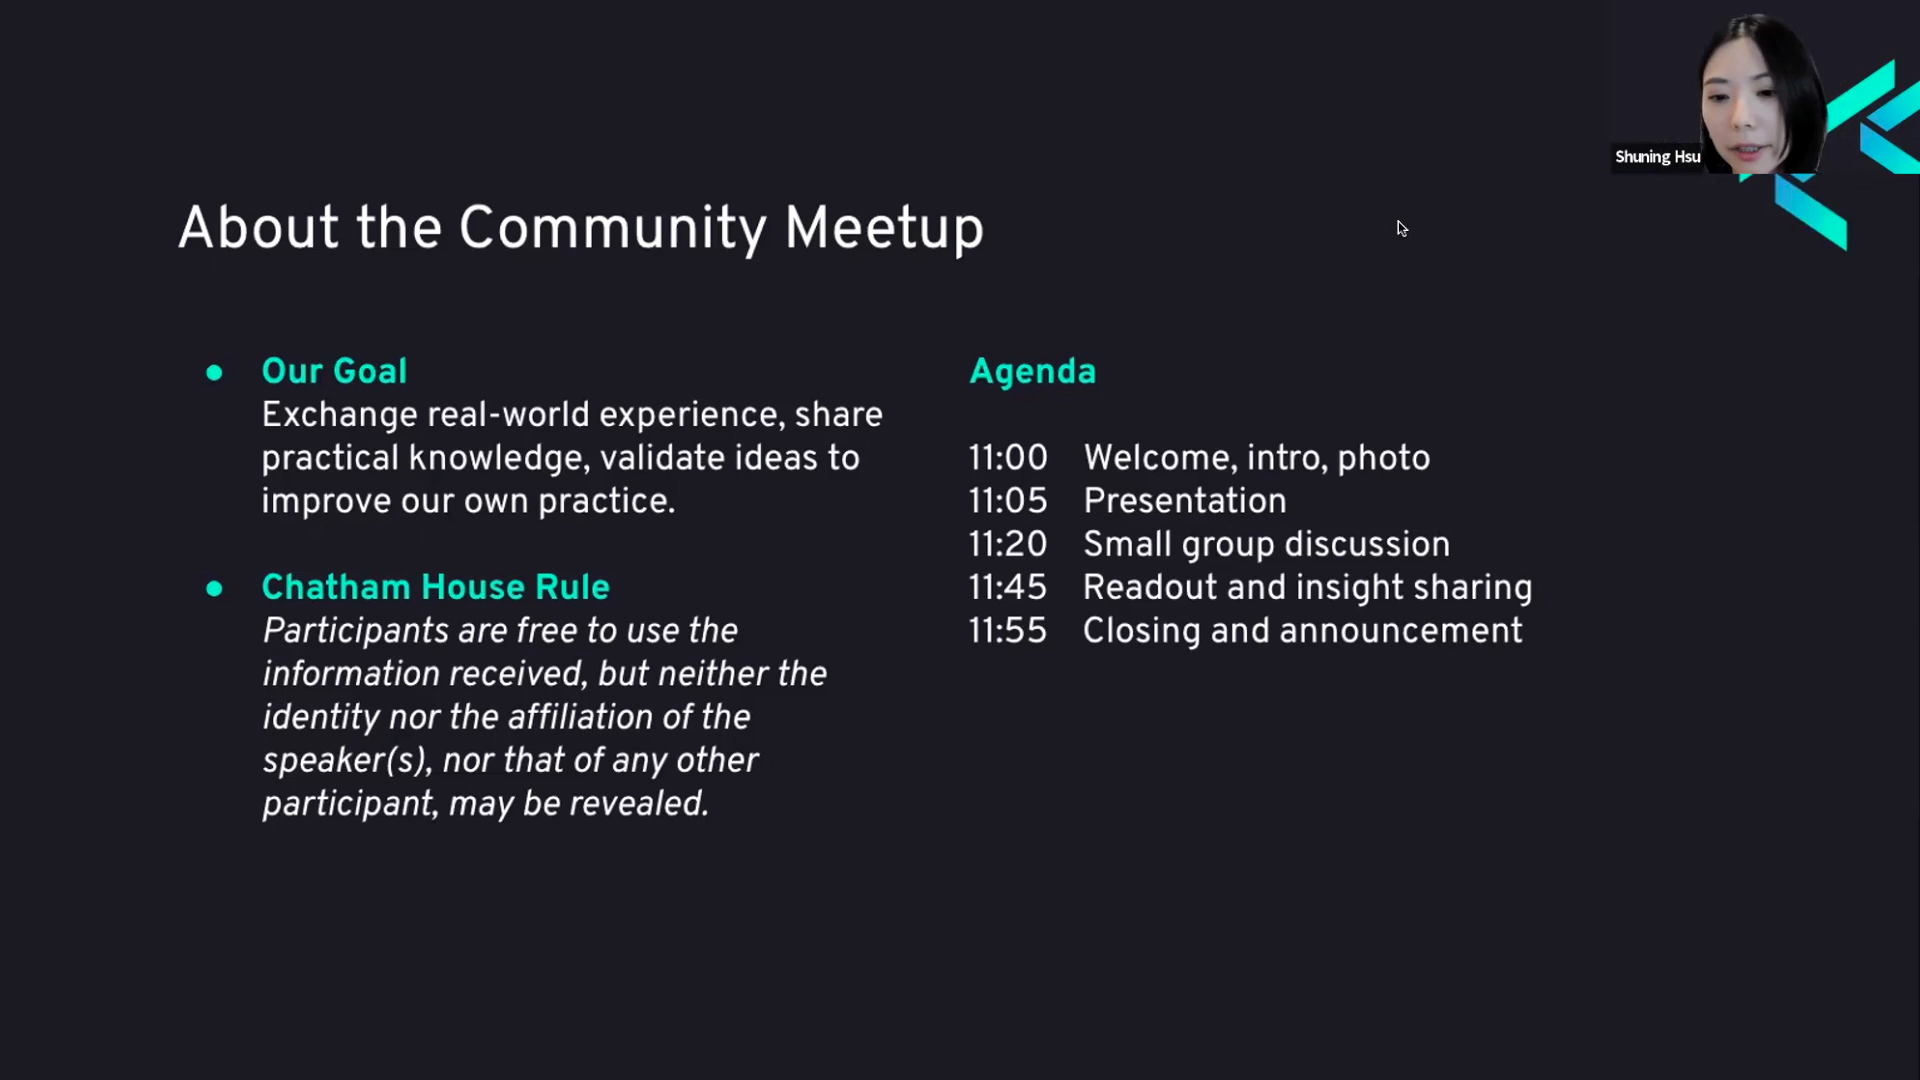 Shuning Hsu
About the Community Meetup
Our Goal
Exchange real-world experience, share
practical knowledge, validate ideas to
improve our own practice.
Chatham House Rule
Participants are free to use the
information received, but neither the
identity nor the affiliation of the
speaker(s), nor that of any other
participant, may be revealed.
Agenda
11:00 Welcome, intro, photo
11:05 Presentation
11:20 Small group discussion
11:45 Readout and insight sharing
11:55 Closing and announcement